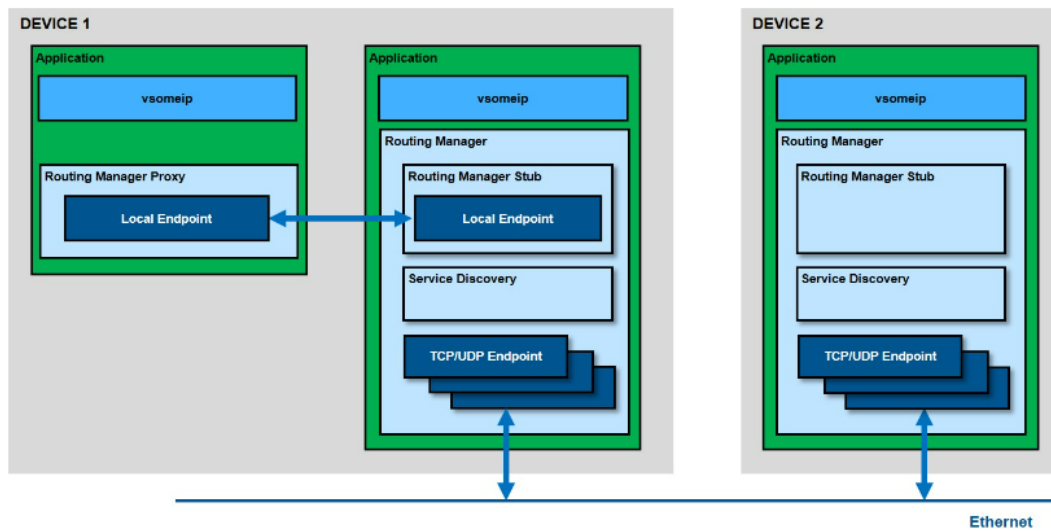 DEVICE 1
Application
vsomeip
Routing Manager Proxy
Local Endpoint
Application
vsomeip
Routing Manager
Routing Manager Stub
Local Endpoint
Service Discovery
TCP/UDP Endpoint
DEVICE 2
Application
vsomeip
Routing Manager
Routing Manager Stub
Service Discovery
TCP/UDP Endpoint
Ethernet